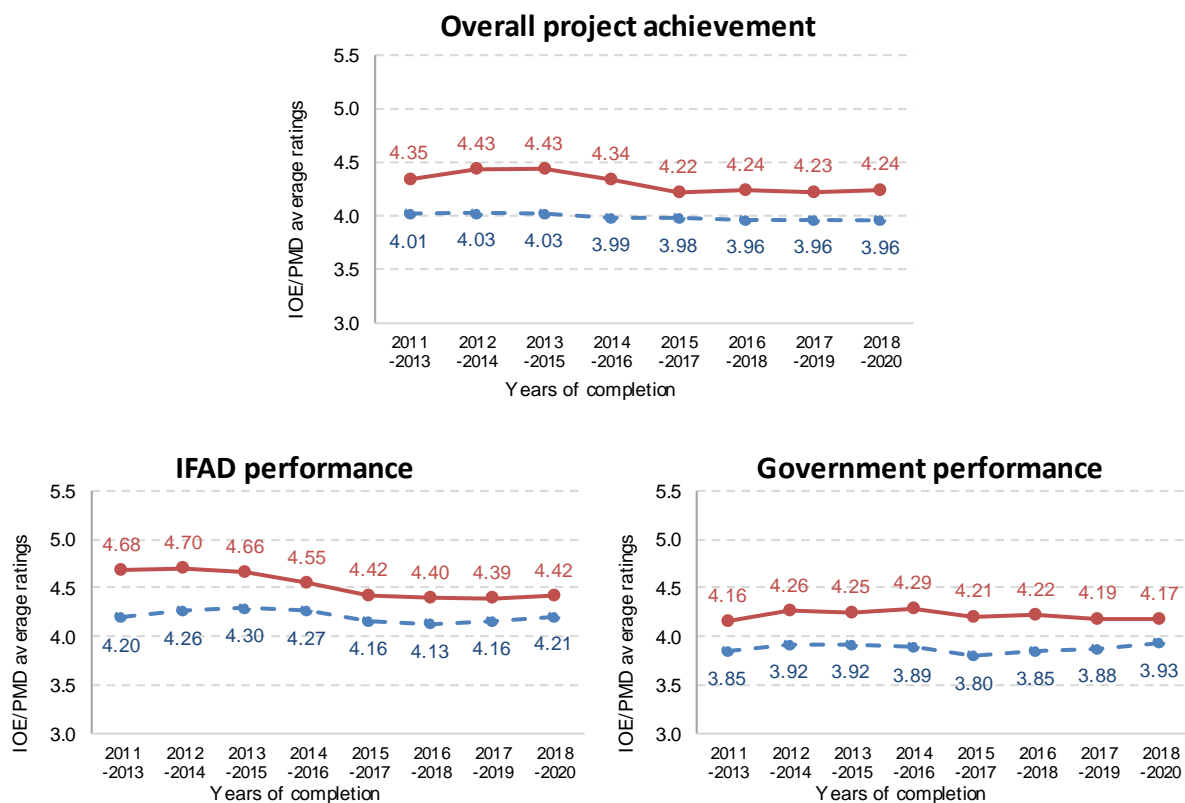 Overall project achievement
IOE/PMD average ratings
5.5
5.0
4.5
4.0
3.5
3.0
4.35 4.43 4.43 4.34 4.22 4.24 4.23 4.24
4.01 4.03 4.03 3.99 3.98 3.96 3.96 3.96
2011 2012 2013 2014 2015 2016 2017 2018
-2013 -2014 -2015 -2016 -2017 -2018 -2019 -2020
Years of completion
IFAD performance
IOE/PMD average ratings
5.5
5.0
4.5
4.0
3.5
3.0
4.68 4.70 4.66 4.55 4.42 4.40 4.39 4.42
4.20 4.26 4.30 4.27 4.16 4.13 4.16 4.21
2011 2012 2013 2014 2015 2016 2017 2018
-2013 -2014 -2015 -2016 -2017 -2018 -2019 -2020
Years of completion
Government performance
IOE/PMD average ratings
5.5
5.0
4.5
4.0
3.5
3.0
4.16 4.26 4.25 4.29 4.21 4.22 4.19 4.17
3.85 3.92 3.92 3.89 3.80 3.85 3.88 3.93
2011 2012 2013 2014 2015 2016 2017 2018
-2013 -2014 -2015 -2016 -2017 -2018 -2019 -2020
Years of completion